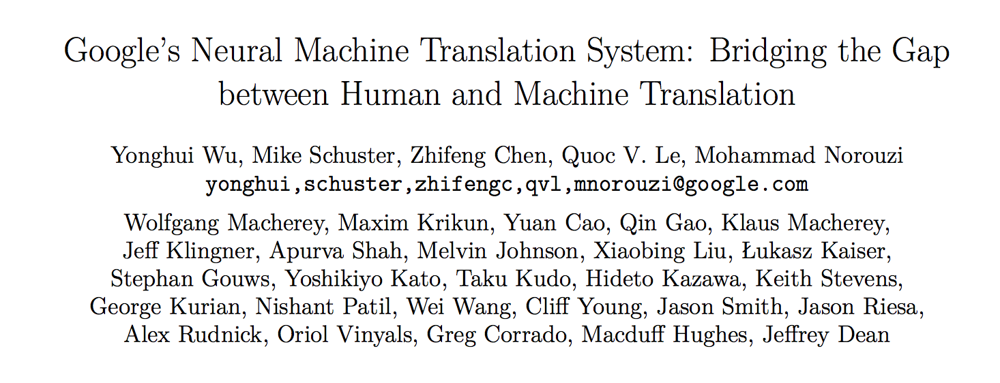 Google's Neural Machine Translation System: Bridging the Gap
between Human and Machine Translation
Yonghui Wu, Mike Schuster, Zhifeng Chen, Quoc V. Le, Mohammad Norouzi
yonghui,schuster,zhifengc,qvl,mnorouzi@google.com
Wolfgang Macherey, Maxim Krikun, Yuan Cao, Qin Gao, Klaus Macherey,
Jeff Klingner, Apurva Shah, Melvin Johnson, Xiaobing Liu, Łukasz Kaiser,
Stephan Gouws, Yoshikiyo Kato, Taku Kudo, Hideto Kazawa, Keith Stevens,
George Kurian, Nishant Patil, Wei Wang, Cliff Young, Jason Smith, Jason Riesa,
Alex Rudnick, Oriol Vinyals, Greg Corrado, Macduff Hughes, Jeffrey Dean